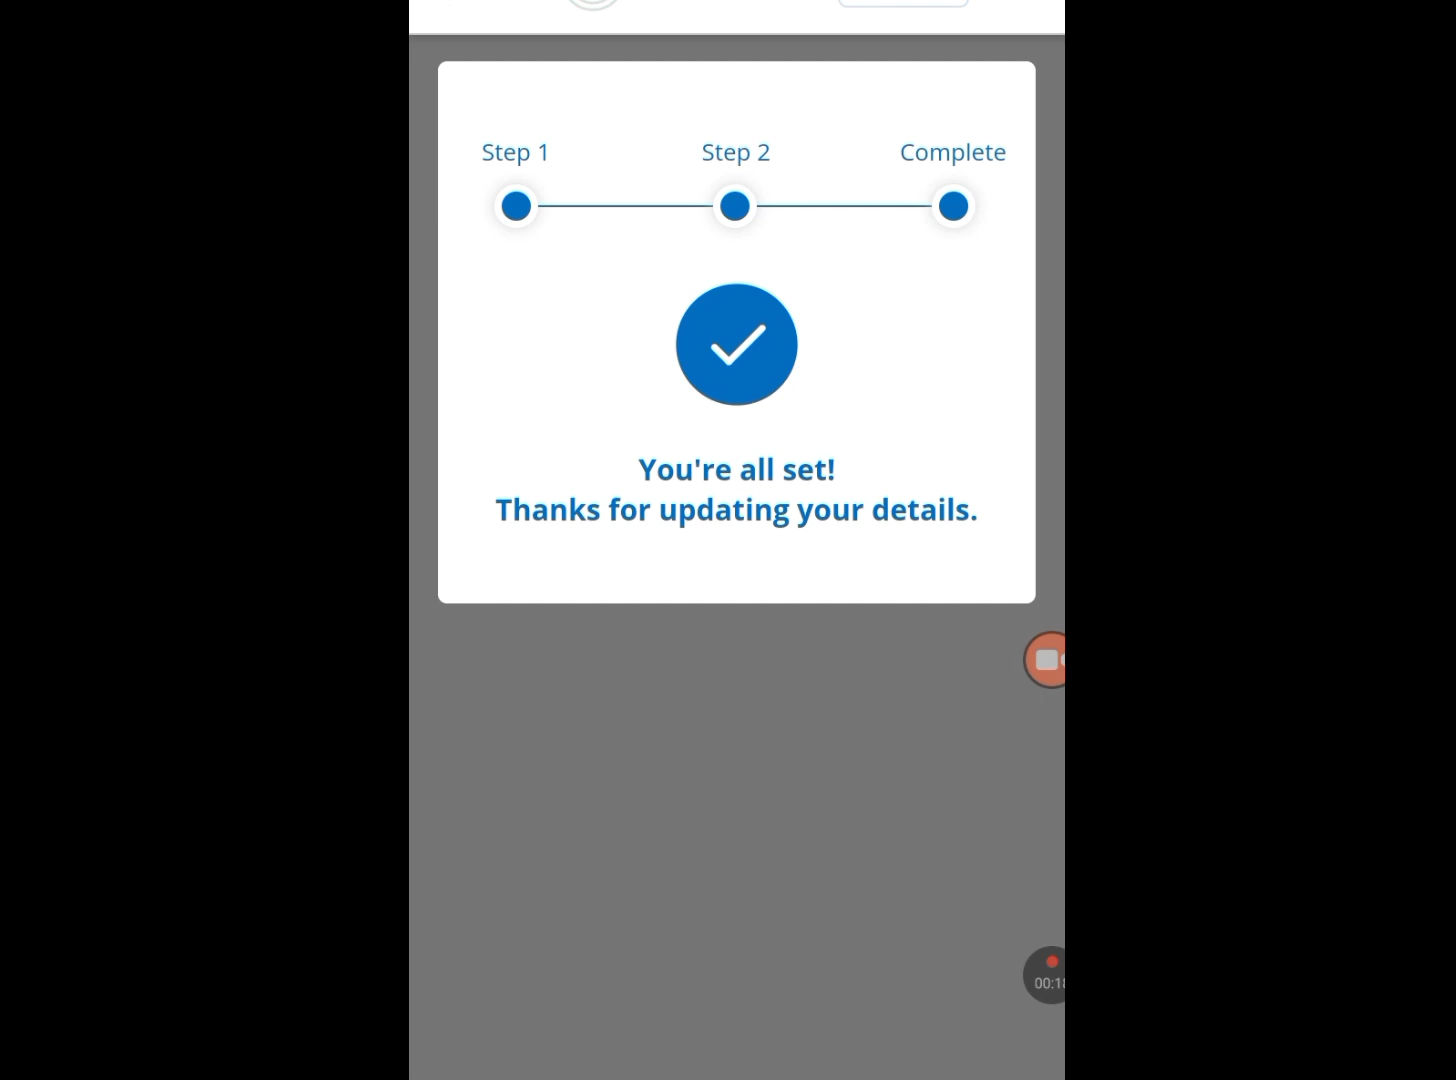 Step 1 Step 2 Complete
You're all set!
Thanks for updating your details.